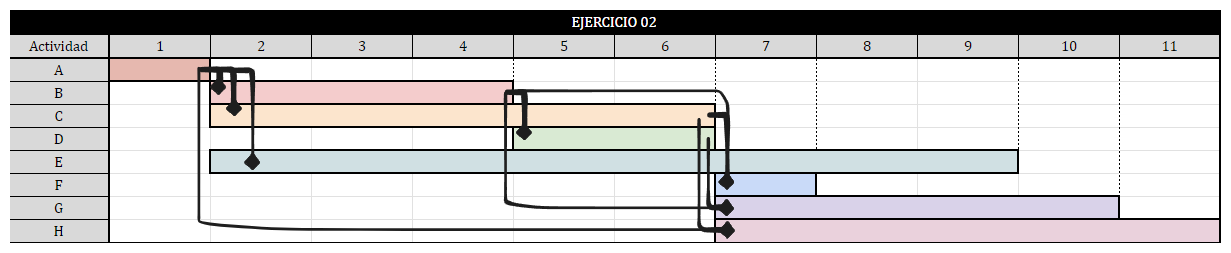 EJERCICIO 02
Actividad 1 2 3 4 5 6 7 8 9 10 11
A
B
C
D
E
F
G
H